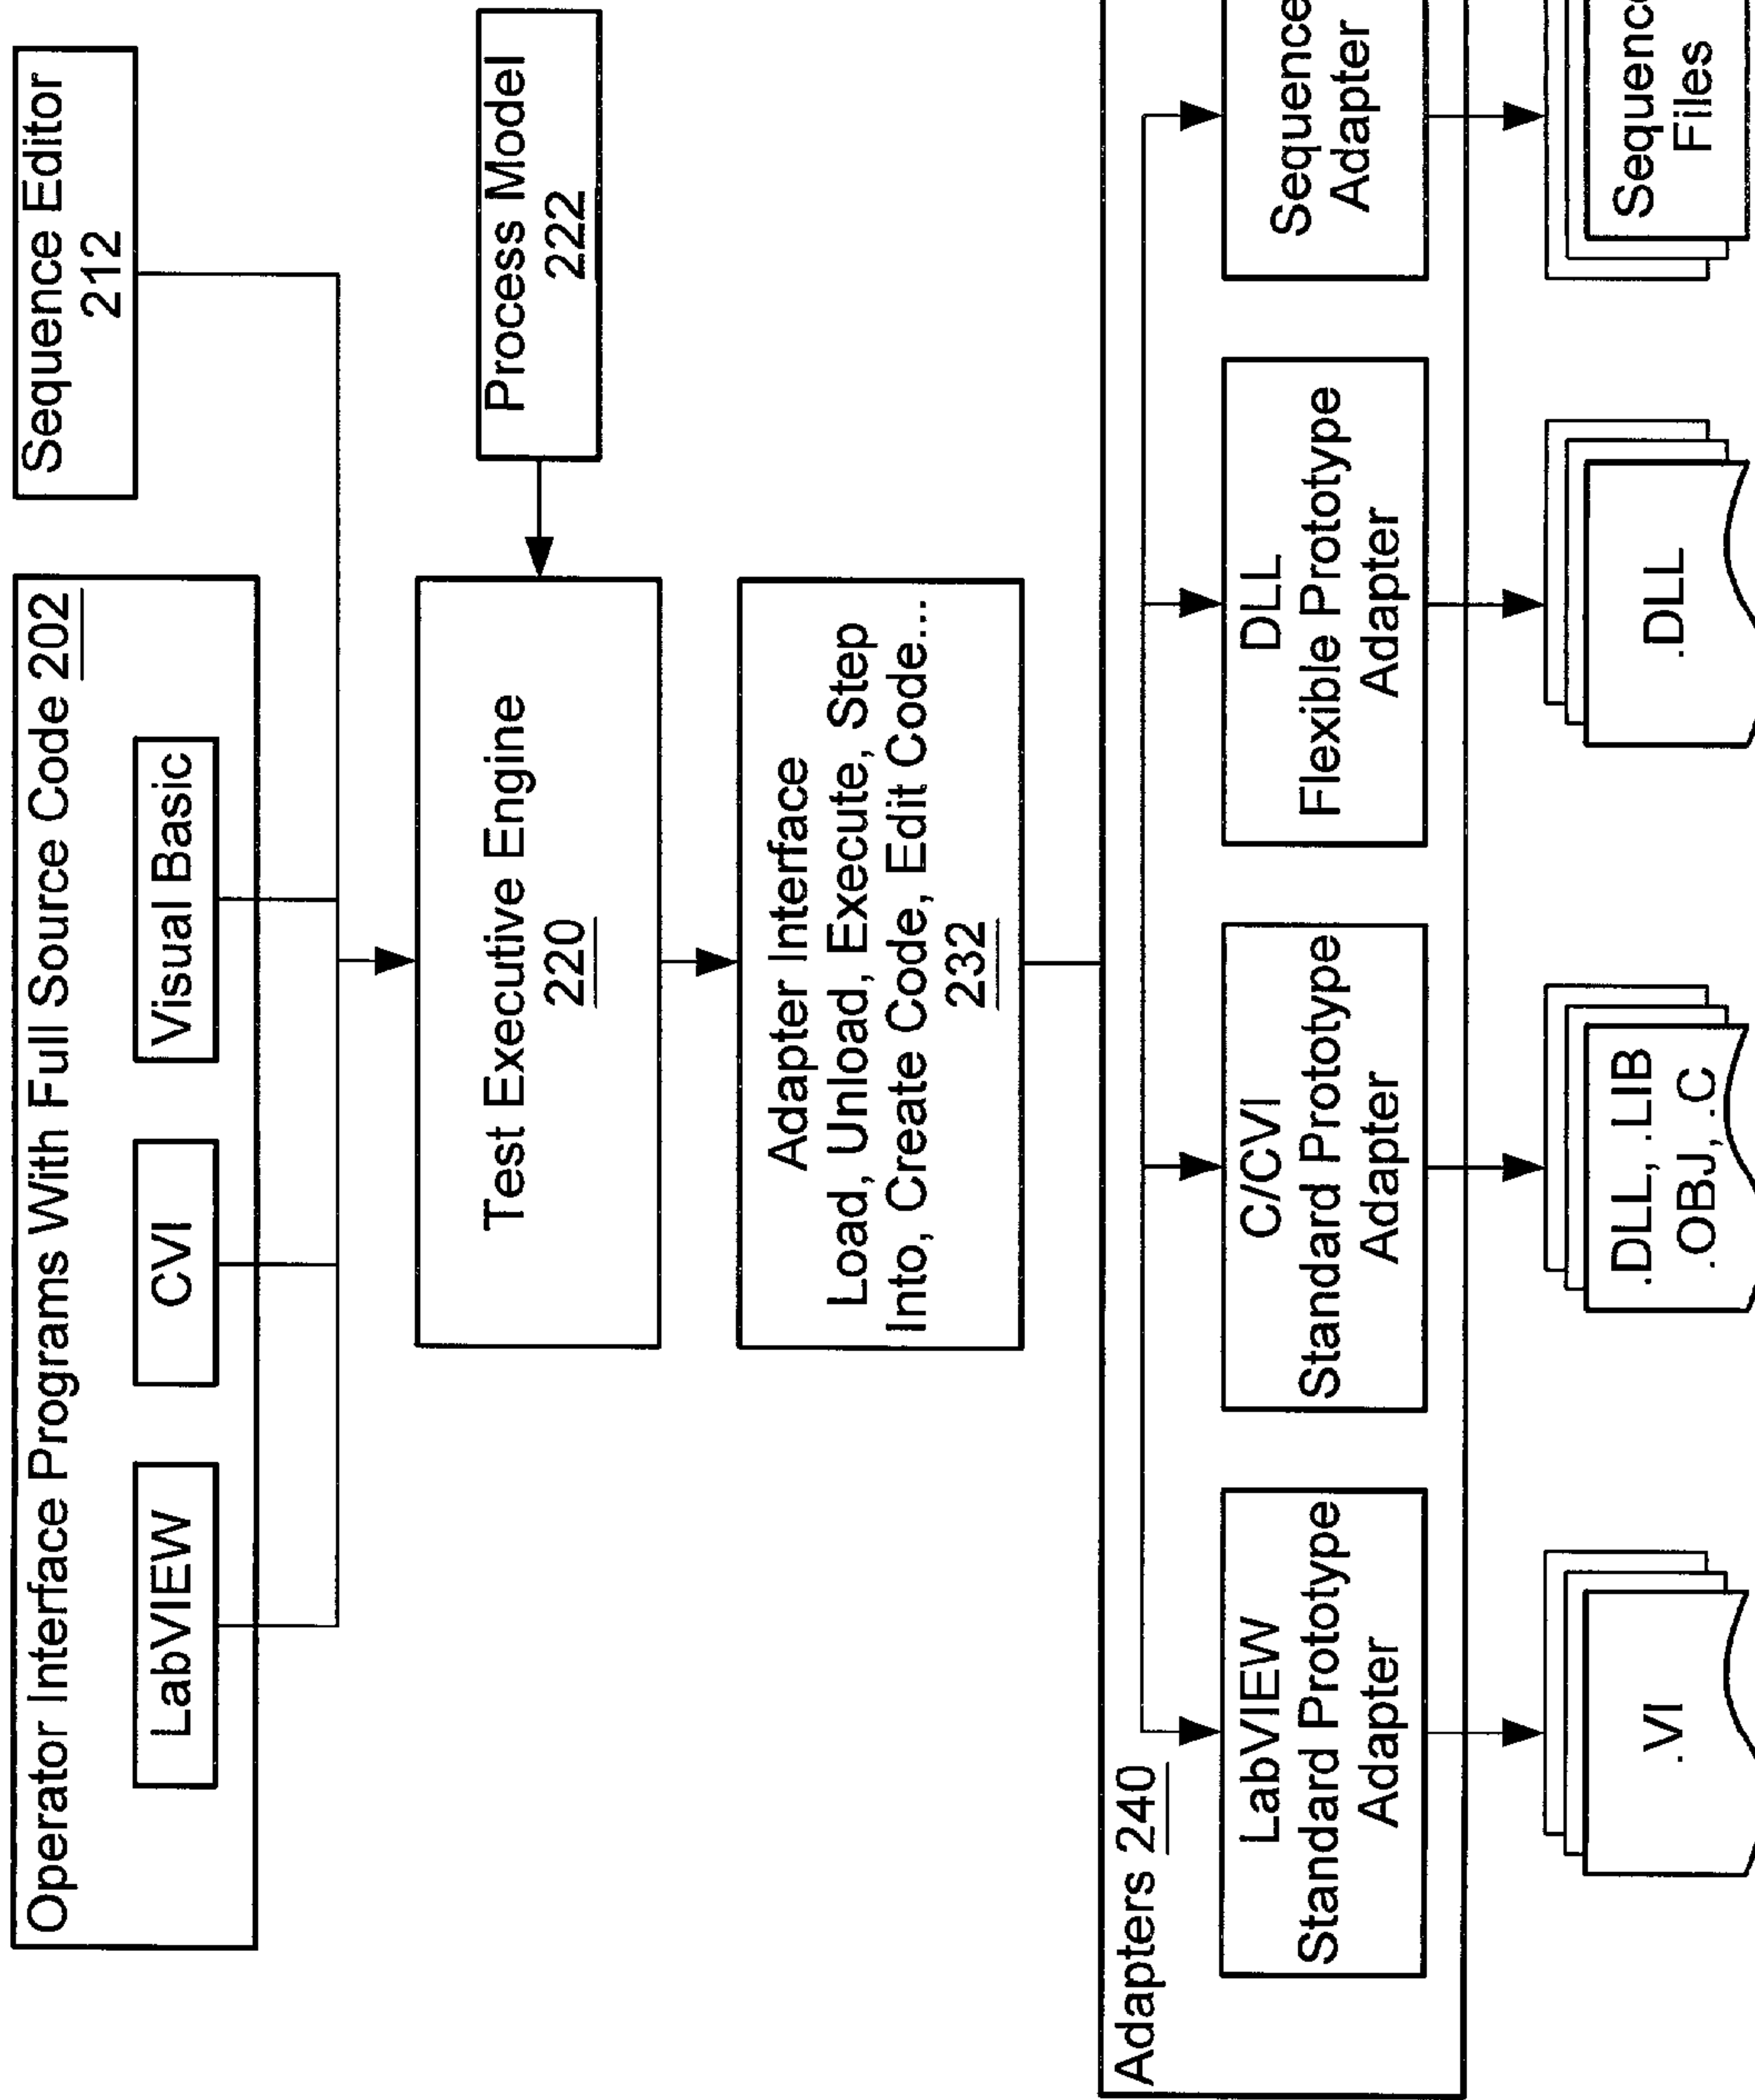 Operator Interface Programs With Full Source Code 202
LabVIEW
CVI
Visual Basic
Sequence Editor
212
Test Executive Engine
220
Process Model
222
Adapter Interface
Load, Unload, Execute, Step
Into, Create Code, Edit Code...
232
Adapters 240
LabVIEW
Standard Prototype
Adapter
C/CVI
Standard Prototype
Adapter
DLL
Flexible Prototype
Adapter
Sequence
Adapter
.VI
.DLL, .LIB
.OBJ, .C
.DLL
Sequence
Files